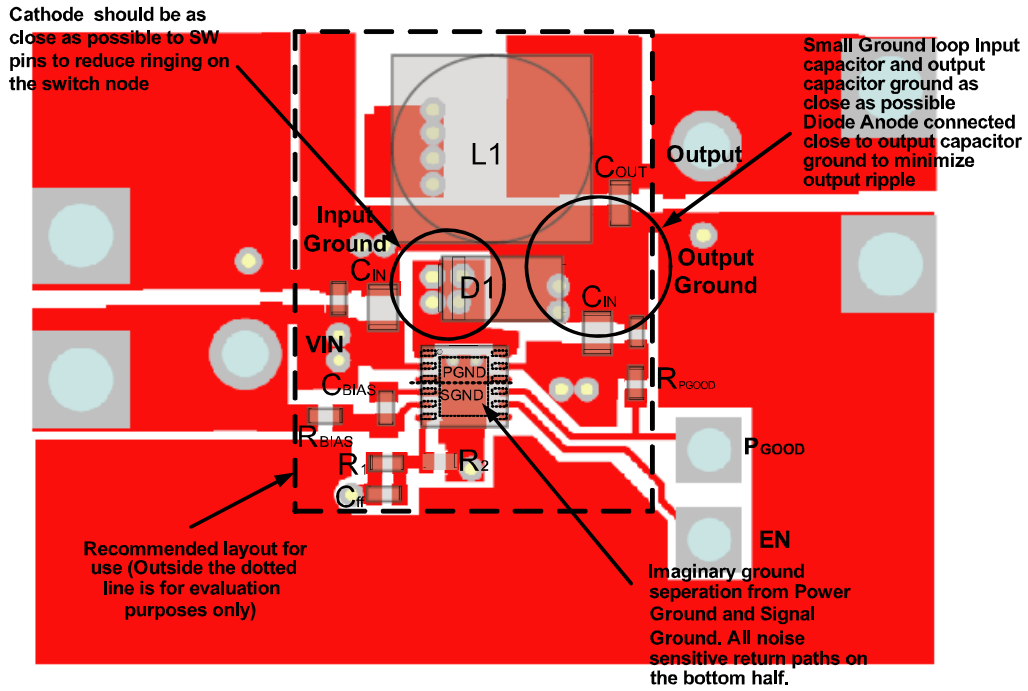 Cathode should be as
close as possible to SW
pins to reduce ringing on
the switch node
Small Ground loop Input
capacitor and output
capacitor ground as
close as possible
Diode Anode connected
close to output capacitor
ground to minimize
output ripple
L1
COUT
Output
Input
Ground
CIN
D1
CIN
Output
Ground
VIN
PGND
SGND
CBIAS
RPGOOD
RBIAS
R1
R2
Cff
PGOOD
EN
Recommended layout for
use (Outside the dotted
line is for evaluation
purposes only)
Imaginary ground
seperation from Power
Ground and Signal
Ground. All noise
sensitive return paths on
the bottom half.